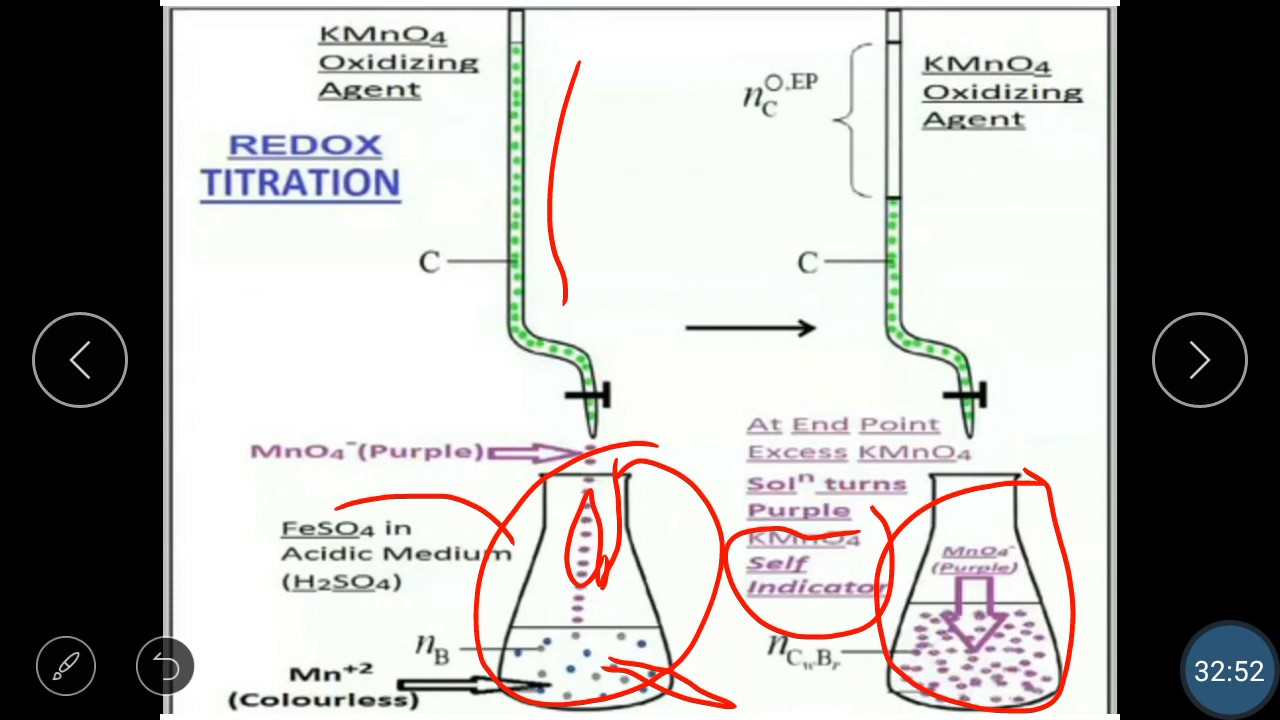 KMnO₄
Oxidizing
Agent
REDOX
TITRATION
C
MnO₄⁻(Purple)
FeSO₄ in
Acidic Medium
(H₂SO₄)
n_B
Mn⁺²
(Colourless)
n_C^O,EP
KMnO₄
Oxidizing
Agent
C
At End Point
Excess KMnO₄
Solⁿ turns
Purple
KMnO₄
Self
Indicator
MnO₄⁻
(Purple)
n_CwBr
32:52